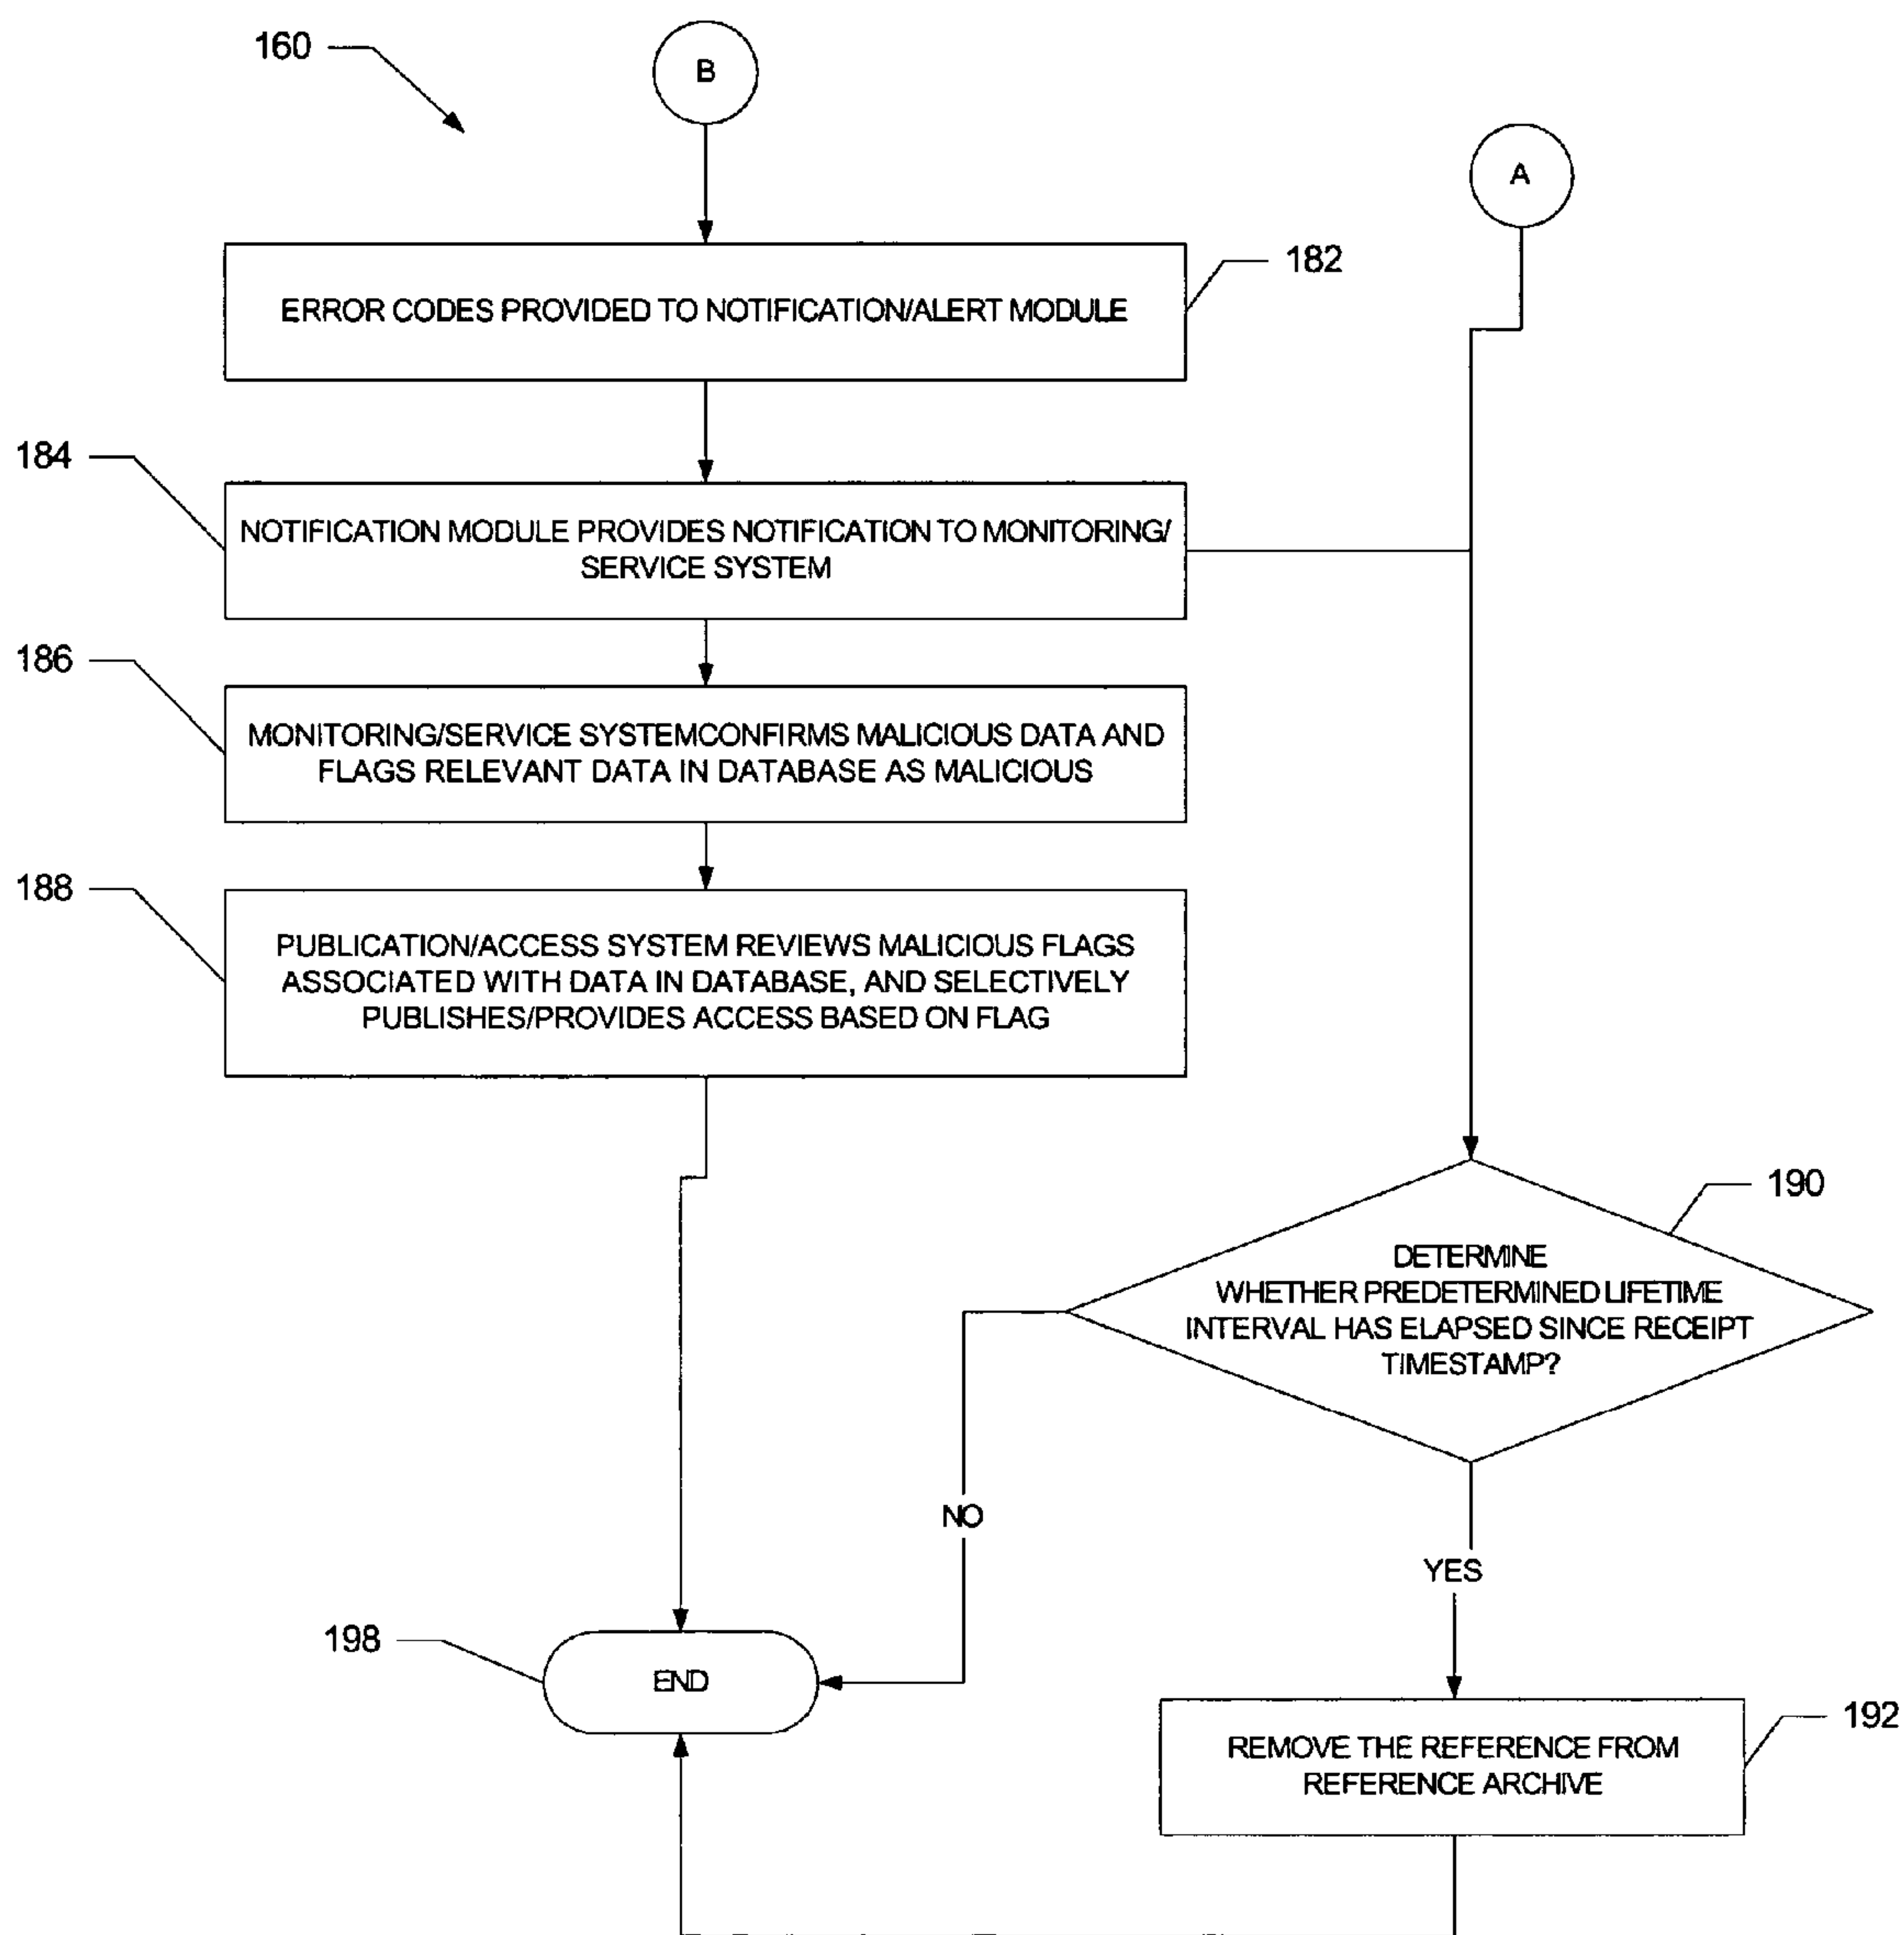 160
B
A
ERROR CODES PROVIDED TO NOTIFICATION/ALERT MODULE
182
184
NOTIFICATION MODULE PROVIDES NOTIFICATION TO MONITORING/
SERVICE SYSTEM
186
MONITORING/SERVICE SYSTEMCONFIRMS MALICIOUS DATA AND
FLAGS RELEVANT DATA IN DATABASE AS MALICIOUS
188
PUBLICATION/ACCESS SYSTEM REVIEWS MALICIOUS FLAGS
ASSOCIATED WITH DATA IN DATABASE, AND SELECTIVELY
PUBLISHES/PROVIDES ACCESS BASED ON FLAG
190
DETERMINE
WHETHER PREDETERMINED LIFETIME
INTERVAL HAS ELAPSED SINCE RECEIPT
TIMESTAMP?
NO
YES
198
END
192
REMOVE THE REFERENCE FROM
REFERENCE ARCHIVE